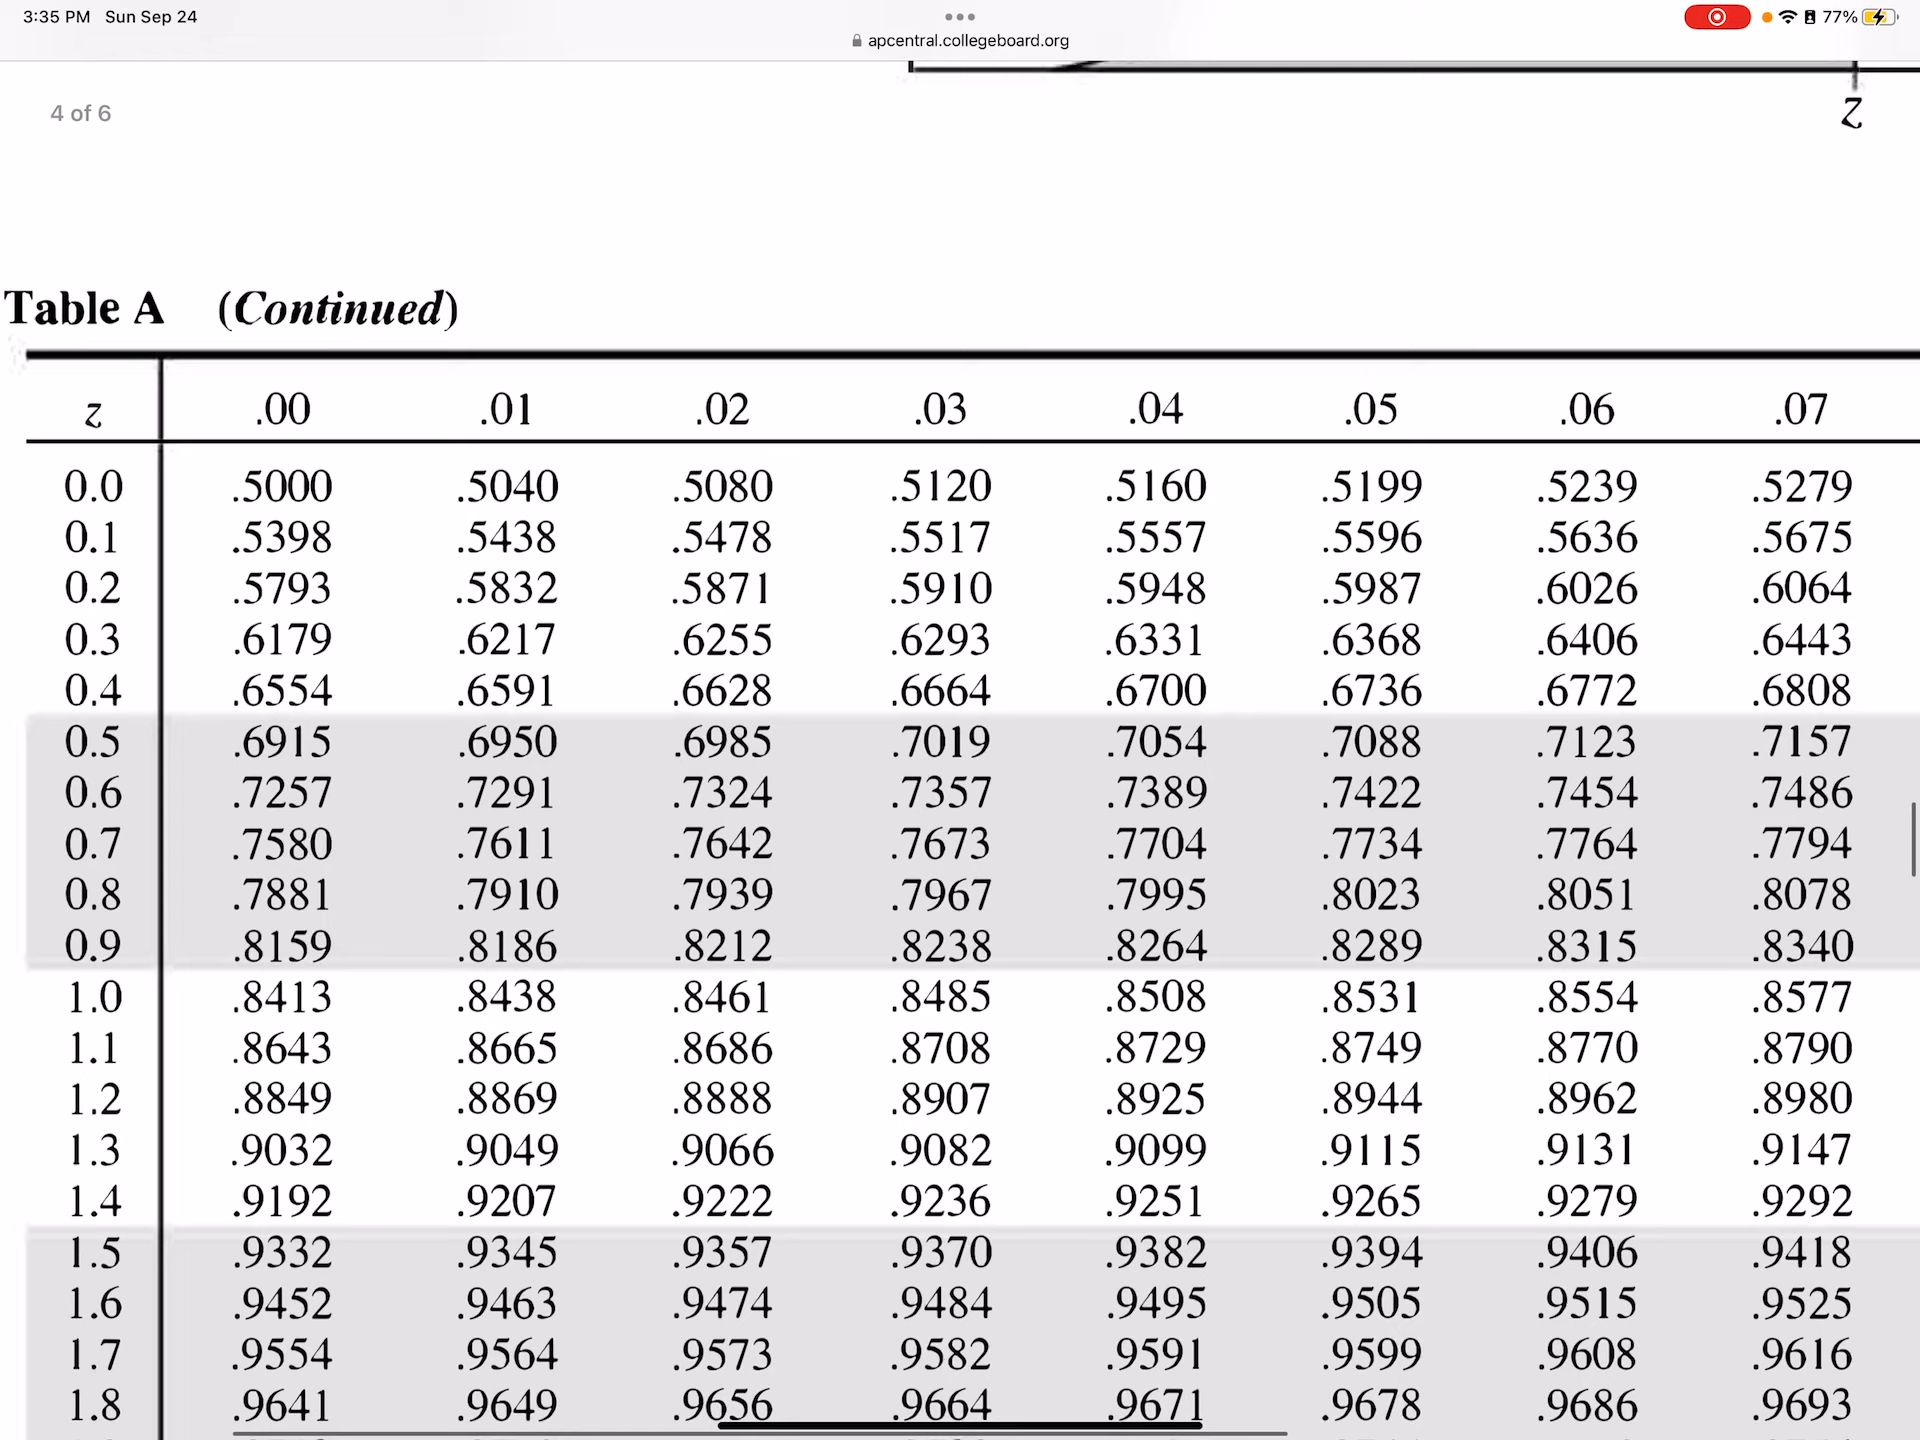 3:35 PM Sun Sep 24
77%
apcentral.collegeboard.org
4 of 6
z
Table A (Continued)
z .00 .01 .02 .03 .04 .05 .06 .07
0.0 .5000 .5040 .5080 .5120 .5160 .5199 .5239 .5279
0.1 .5398 .5438 .5478 .5517 .5557 .5596 .5636 .5675
0.2 .5793 .5832 .5871 .5910 .5948 .5987 .6026 .6064
0.3 .6179 .6217 .6255 .6293 .6331 .6368 .6406 .6443
0.4 .6554 .6591 .6628 .6664 .6700 .6736 .6772 .6808
0.5 .6915 .6950 .6985 .7019 .7054 .7088 .7123 .7157
0.6 .7257 .7291 .7324 .7357 .7389 .7422 .7454 .7486
0.7 .7580 .7611 .7642 .7673 .7704 .7734 .7764 .7794
0.8 .7881 .7910 .7939 .7967 .7995 .8023 .8051 .8078
0.9 .8159 .8186 .8212 .8238 .8264 .8289 .8315 .8340
1.0 .8413 .8438 .8461 .8485 .8508 .8531 .8554 .8577
1.1 .8643 .8665 .8686 .8708 .8729 .8749 .8770 .8790
1.2 .8849 .8869 .8888 .8907 .8925 .8944 .8962 .8980
1.3 .9032 .9049 .9066 .9082 .9099 .9115 .9131 .9147
1.4 .9192 .9207 .9222 .9236 .9251 .9265 .9279 .9292
1.5 .9332 .9345 .9357 .9370 .9382 .9394 .9406 .9418
1.6 .9452 .9463 .9474 .9484 .9495 .9505 .9515 .9525
1.7 .9554 .9564 .9573 .9582 .9591 .9599 .9608 .9616
1.8 .9641 .9649 .9656 .9664 .9671 .9678 .9686 .9693